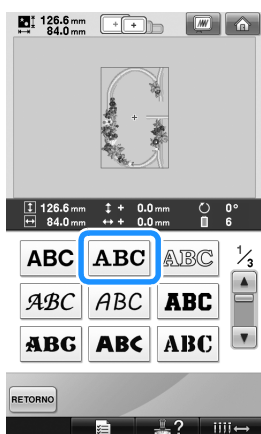 126.6 mm
84.0 mm
126.6 mm + 0.0 mm 0°
84.0 mm + 0.0 mm 6
ABC ABC ABC 1/3
ABC ABC ABC
ABC ABC ABC
RETORNO
?